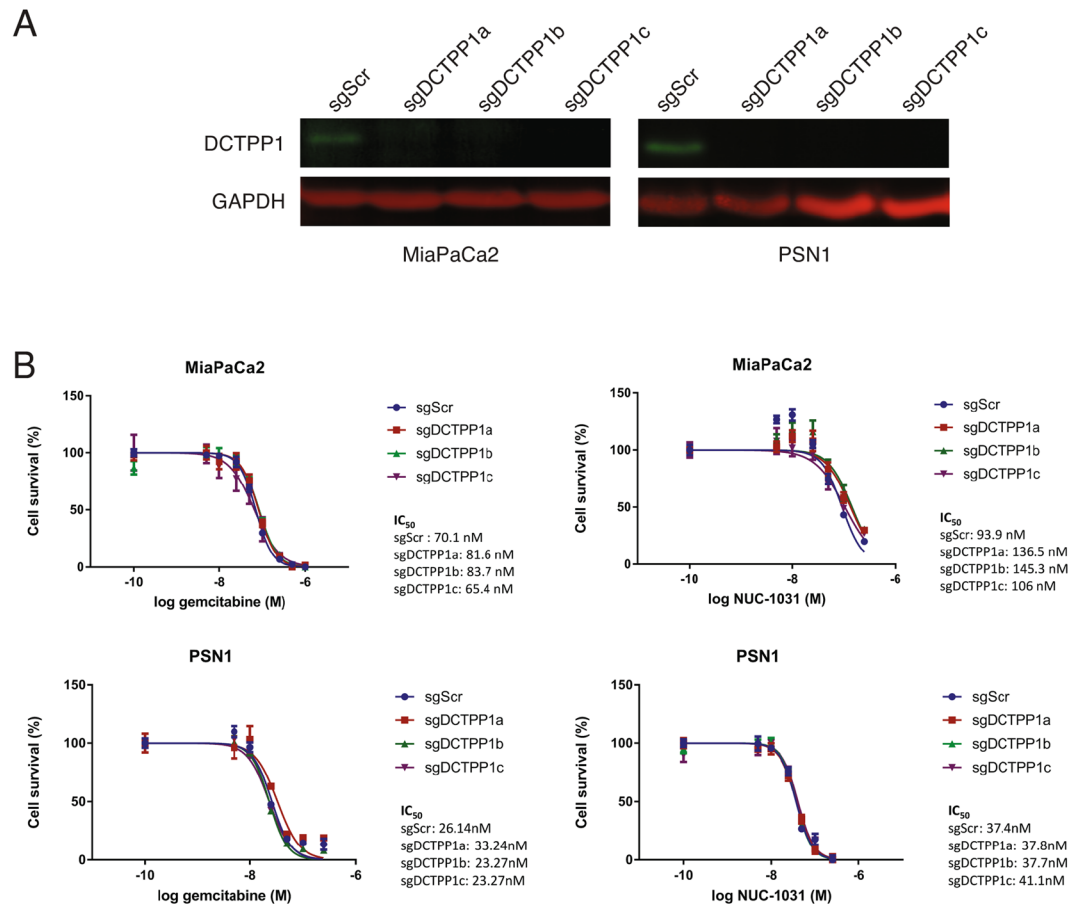 A
sgScr
sgDCTPP1a
sgDCTPP1b
sgDCTPP1c
sgScr
sgDCTPP1a
sgDCTPP1b
sgDCTPP1c
DCTPP1
GAPDH
MiaPaCa2
PSN1
B
MiaPaCa2
150
100
50
0
Cell survival (%)
-10
-8
-6
log gemcitabine (M)
sgScr
sgDCTPP1a
sgDCTPP1b
sgDCTPP1c
IC50
sgScr : 70.1 nM
sgDCTPP1a: 81.6 nM
sgDCTPP1b: 83.7 nM
sgDCTPP1c: 65.4 nM
MiaPaCa2
150
100
50
0
Cell survival (%)
-10
-8
-6
log NUC-1031 (M)
sgScr
sgDCTPP1a
sgDCTPP1b
sgDCTPP1c
IC50
sgScr: 93.9 nM
sgDCTPP1a: 136.5 nM
sgDCTPP1b: 145.3 nM
sgDCTPP1c: 106 nM
PSN1
150
100
50
0
Cell survival (%)
-10
-8
-6
log gemcitabine (M)
sgScr
sgDCTPP1a
sgDCTPP1b
sgDCTPP1c
IC50
sgScr: 26.14nM
sgDCTPP1a: 33.24nM
sgDCTPP1b: 23.27nM
sgDCTPP1c: 23.27nM
PSN1
150
100
50
0
Cell survival (%)
-10
-8
-6
log NUC-1031 (M)
sgScr
sgDCTPP1a
sgDCTPP1b
sgDCTPP1c
IC50
sgScr: 37.4nM
sgDCTPP1a: 37.8nM
sgDCTPP1b: 37.7nM
sgDCTPP1c: 41.1nM